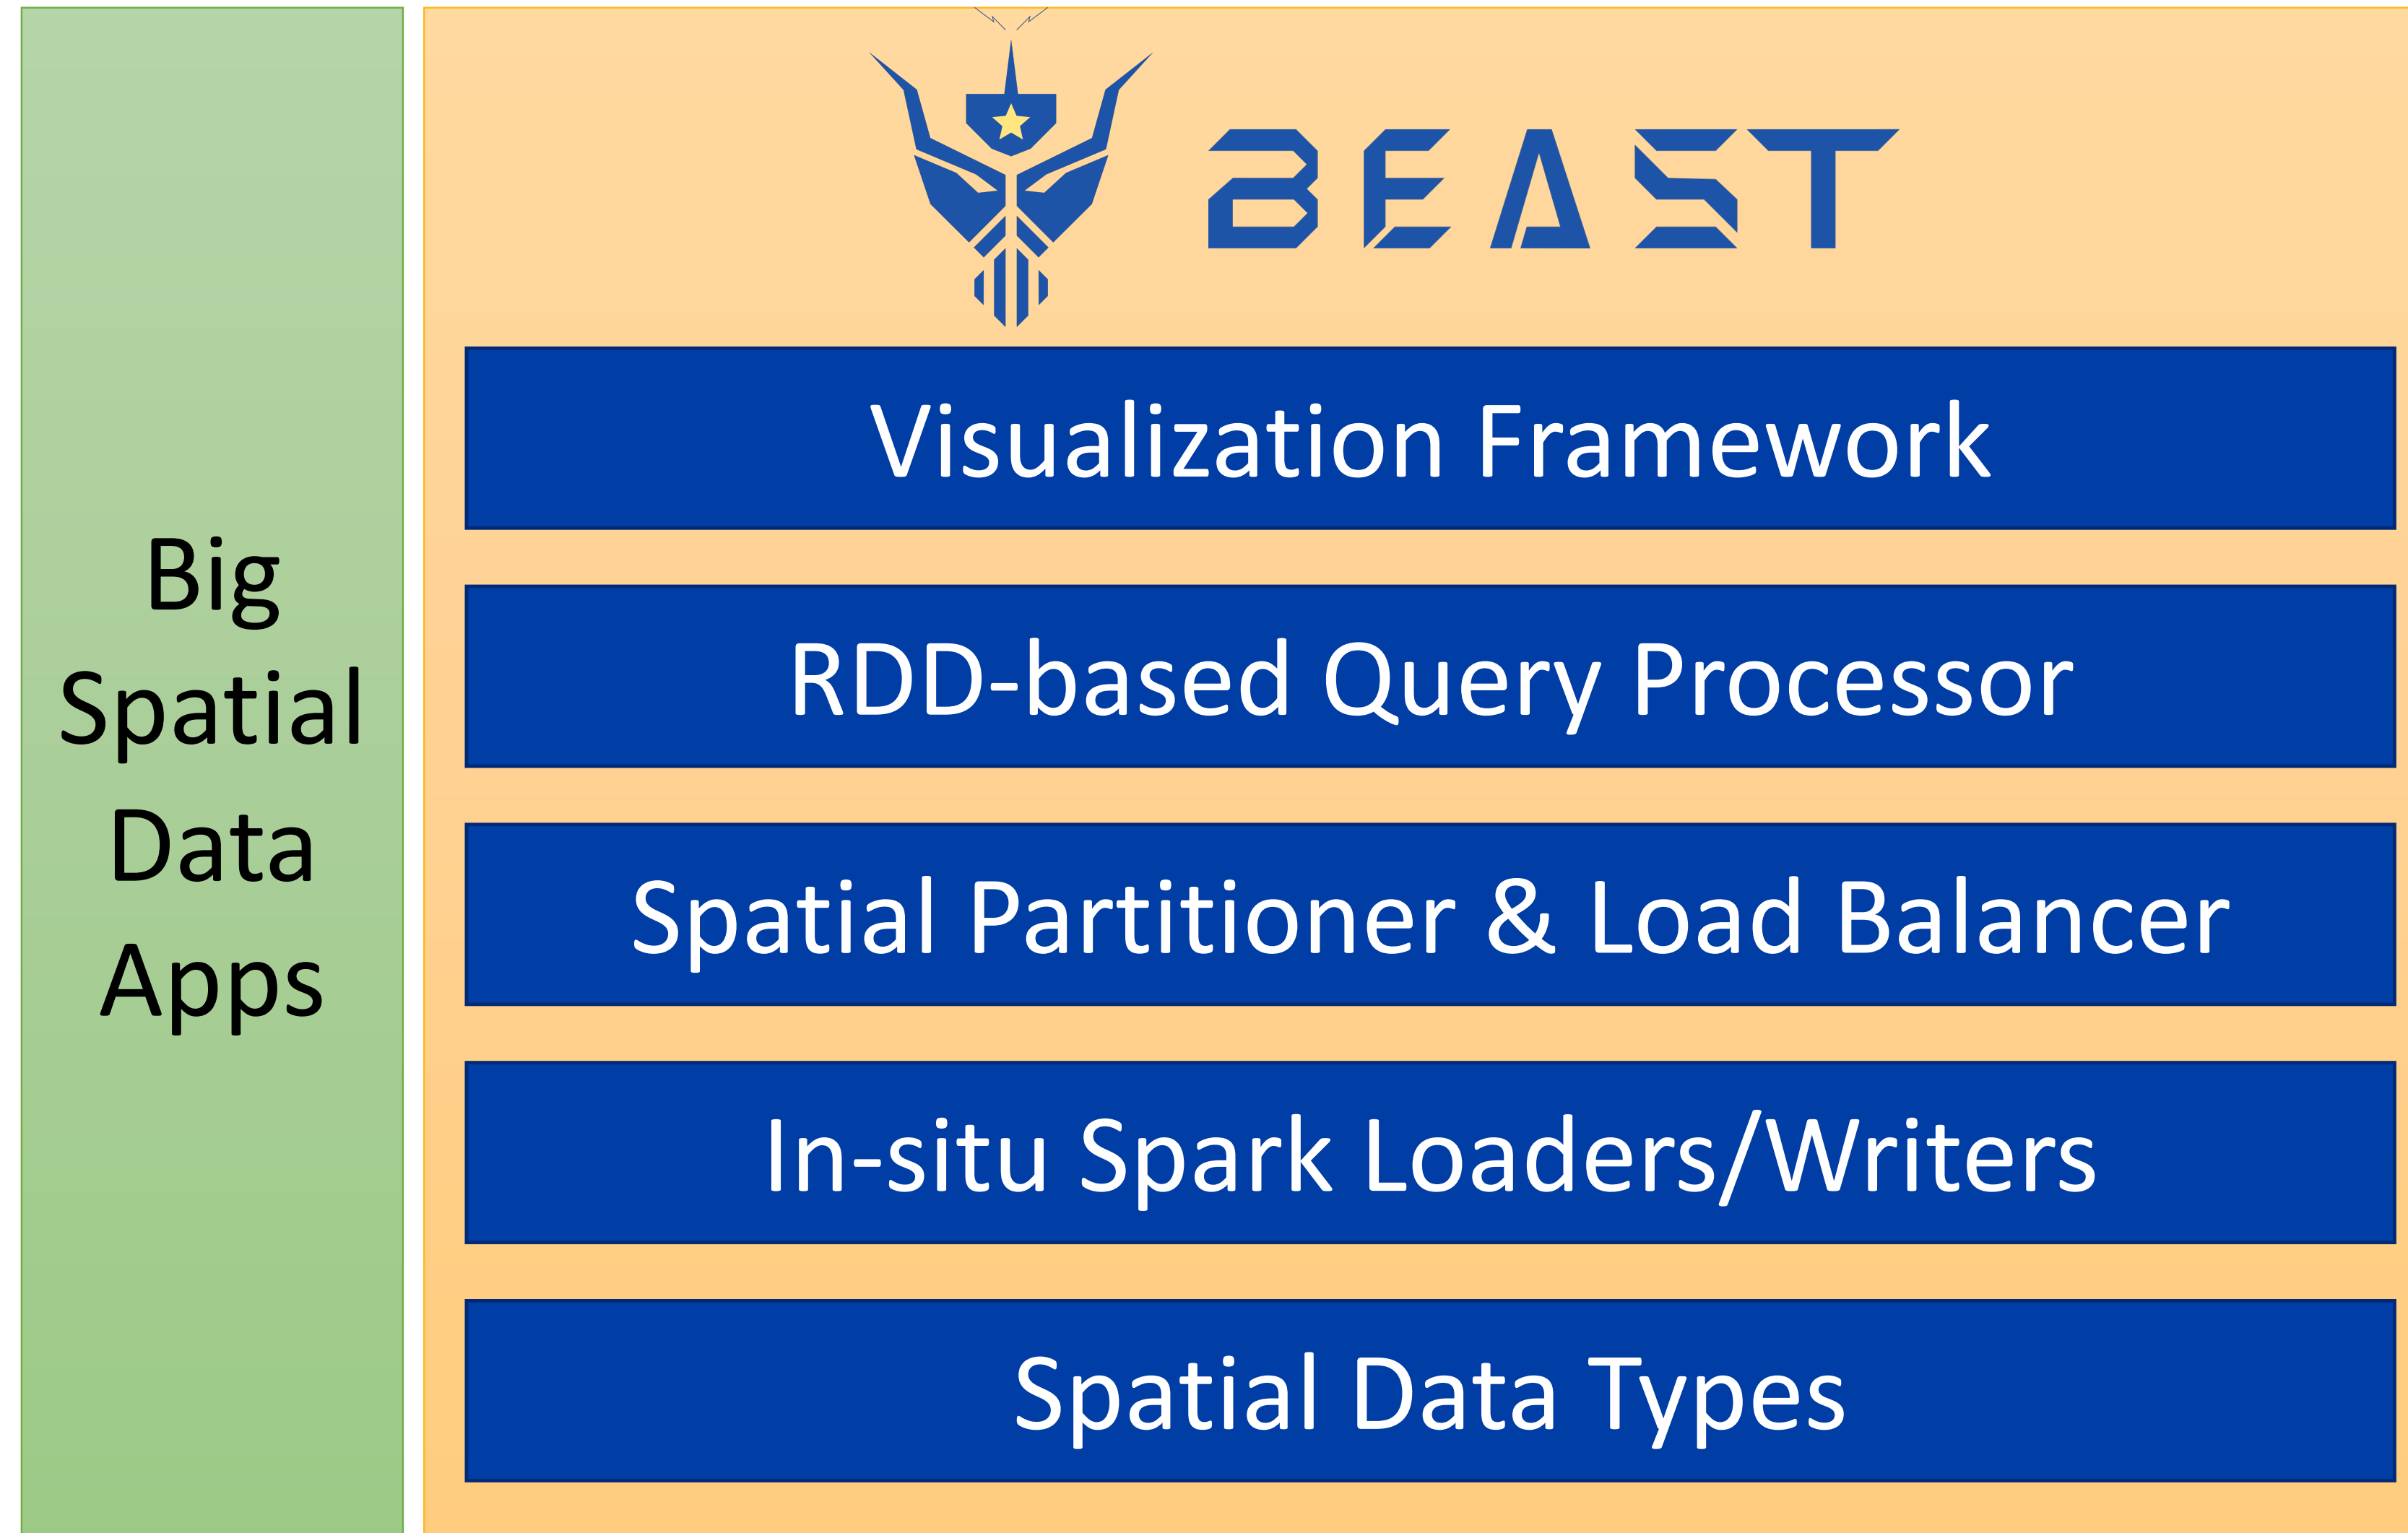 Big
Spatial
Data
Apps
BEAST
Visualization Framework
RDD-based Query Processor
Spatial Partitioner & Load Balancer
In-situ Spark Loaders/Writers
Spatial Data Types